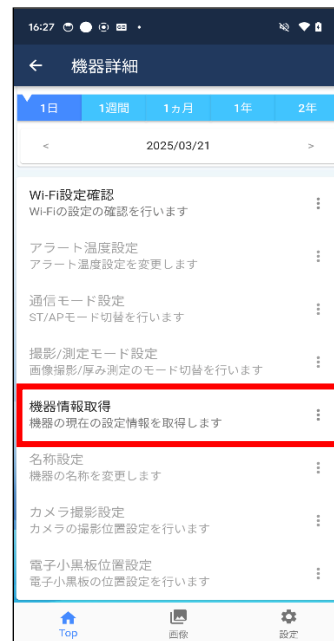 16:27
← 機器詳細
1日 1週間 1ヵ月 1年 2年
< 2025/03/21 >
Wi-Fi設定確認
Wi-Fiの設定の確認を行います
アラート温度設定
アラート温度設定を変更します
通信モード設定
ST/APモード切替を行います
撮影/測定モード設定
画像撮影/厚み測定のモード切替を行います
機器情報取得
機器の現在の設定情報を取得します
名称設定
機器の名称を変更します
カメラ撮影設定
カメラの撮影位置設定を行います
電子小黒板位置設定
電子小黒板の位置設定を行います
Top 画像 設定